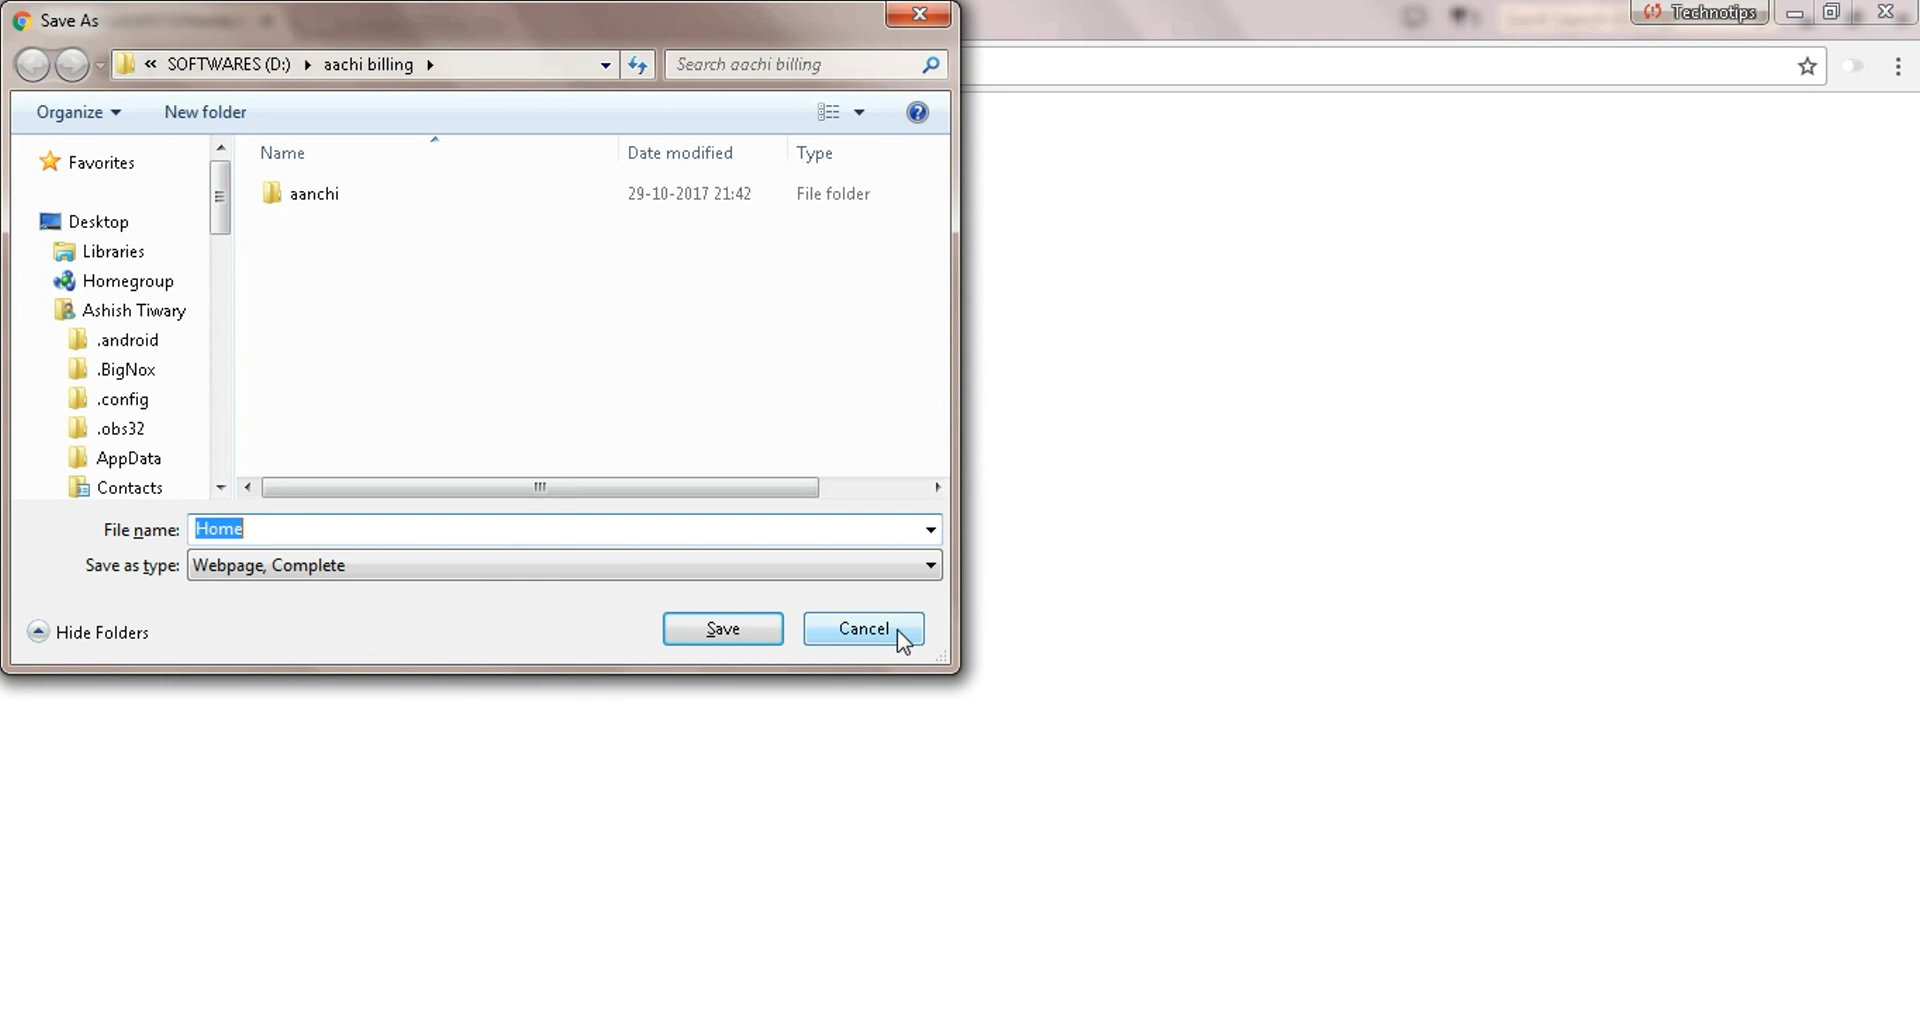 Save As
Technotips
« SOFTWARES (D:) aachi billing
Search aachi billing
Organize
New folder
Name
Date modified
Type
aanchi
29-10-2017 21:42
File folder
Favorites
Desktop
Libraries
Homegroup
Ashish Tiwary
.android
.BigNox
.config
.obs32
AppData
Contacts
File name: Home
Save as type: Webpage, Complete
Hide Folders
Save
Cancel